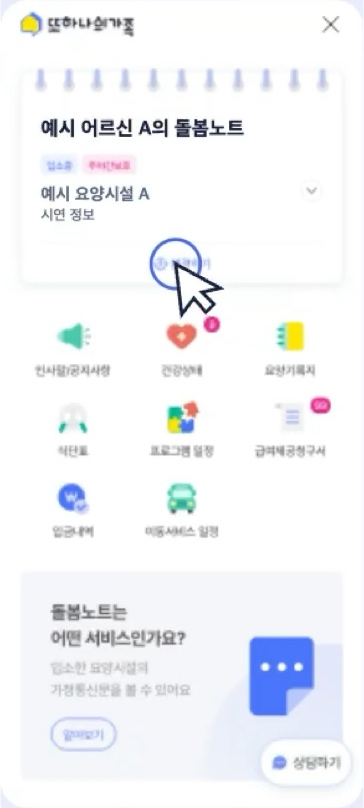 또하나의가족
예시 어르신 A의 돌봄노트
입소중 주야간보호
예시 요양시설 A
시연 정보
인사말/공지사항 건강상태 요양기록지
식단표 프로그램 일정 급여제공청구서
입금내역 이동서비스 일정
돌봄노트는
어떤 서비스인가요?
입소한 요양시설의
가정통신문을 볼 수 있어요
알아보기
상담하기